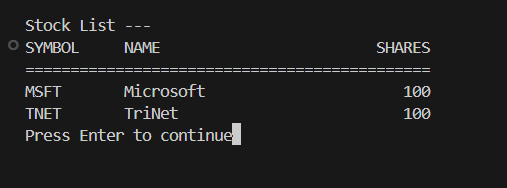 Stock List ---
SYMBOL     NAME                        SHARES
=============================================
MSFT       Microsoft                      100
TNET       TriNet                         100
Press Enter to continue